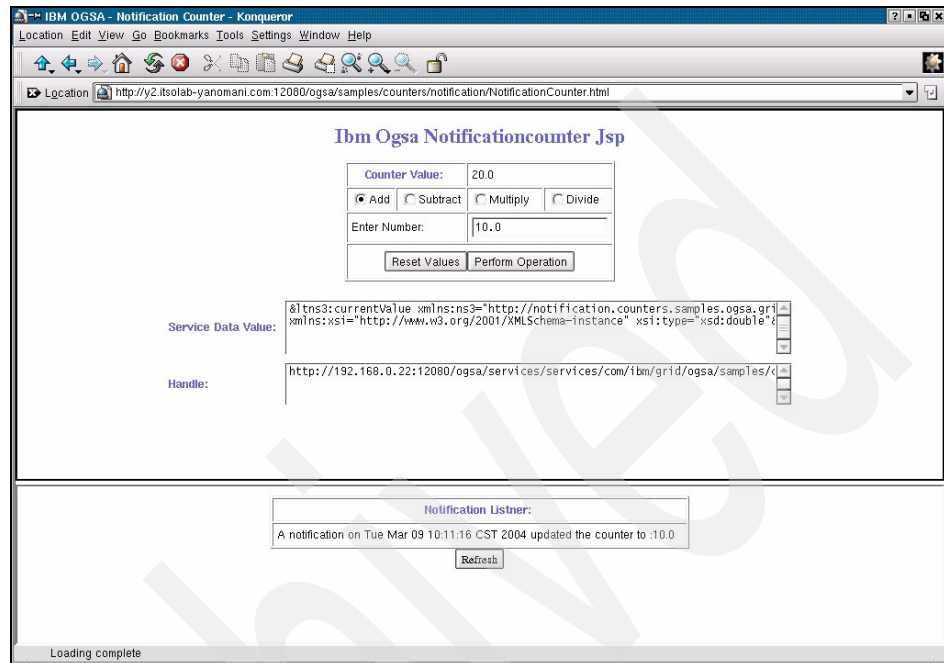 IBM OGSA - Notification Counter - Konqueror
Location Edit View Go Bookmarks Tools Settings Window Help
Location http://y2.itsolab-yanomani.com:12080/ogsa/samples/counters/notification/NotificationCounter.html
Ibm Ogsa Notificationcounter Jsp
Counter Value: 20.0
Add Subtract Multiply Divide
Enter Number: 10.0
Reset Values Perform Operation
Service Data Value:
&ltns3:currentValue xmlns:ns3="http://notification.counters.samples.ogsa.gri
xmlns:xsi="http://www.w3.org/2001/XMLSchema-instance" xsi:type="xsd:double"&
Handle:
http://192.168.0.22:12080/ogsa/services/services/com/ibm/grid/ogsa/samples/c
Notification Listner:
A notification on Tue Mar 09 10:11:16 CST 2004 updated the counter to :10.0
Refresh
Loading complete